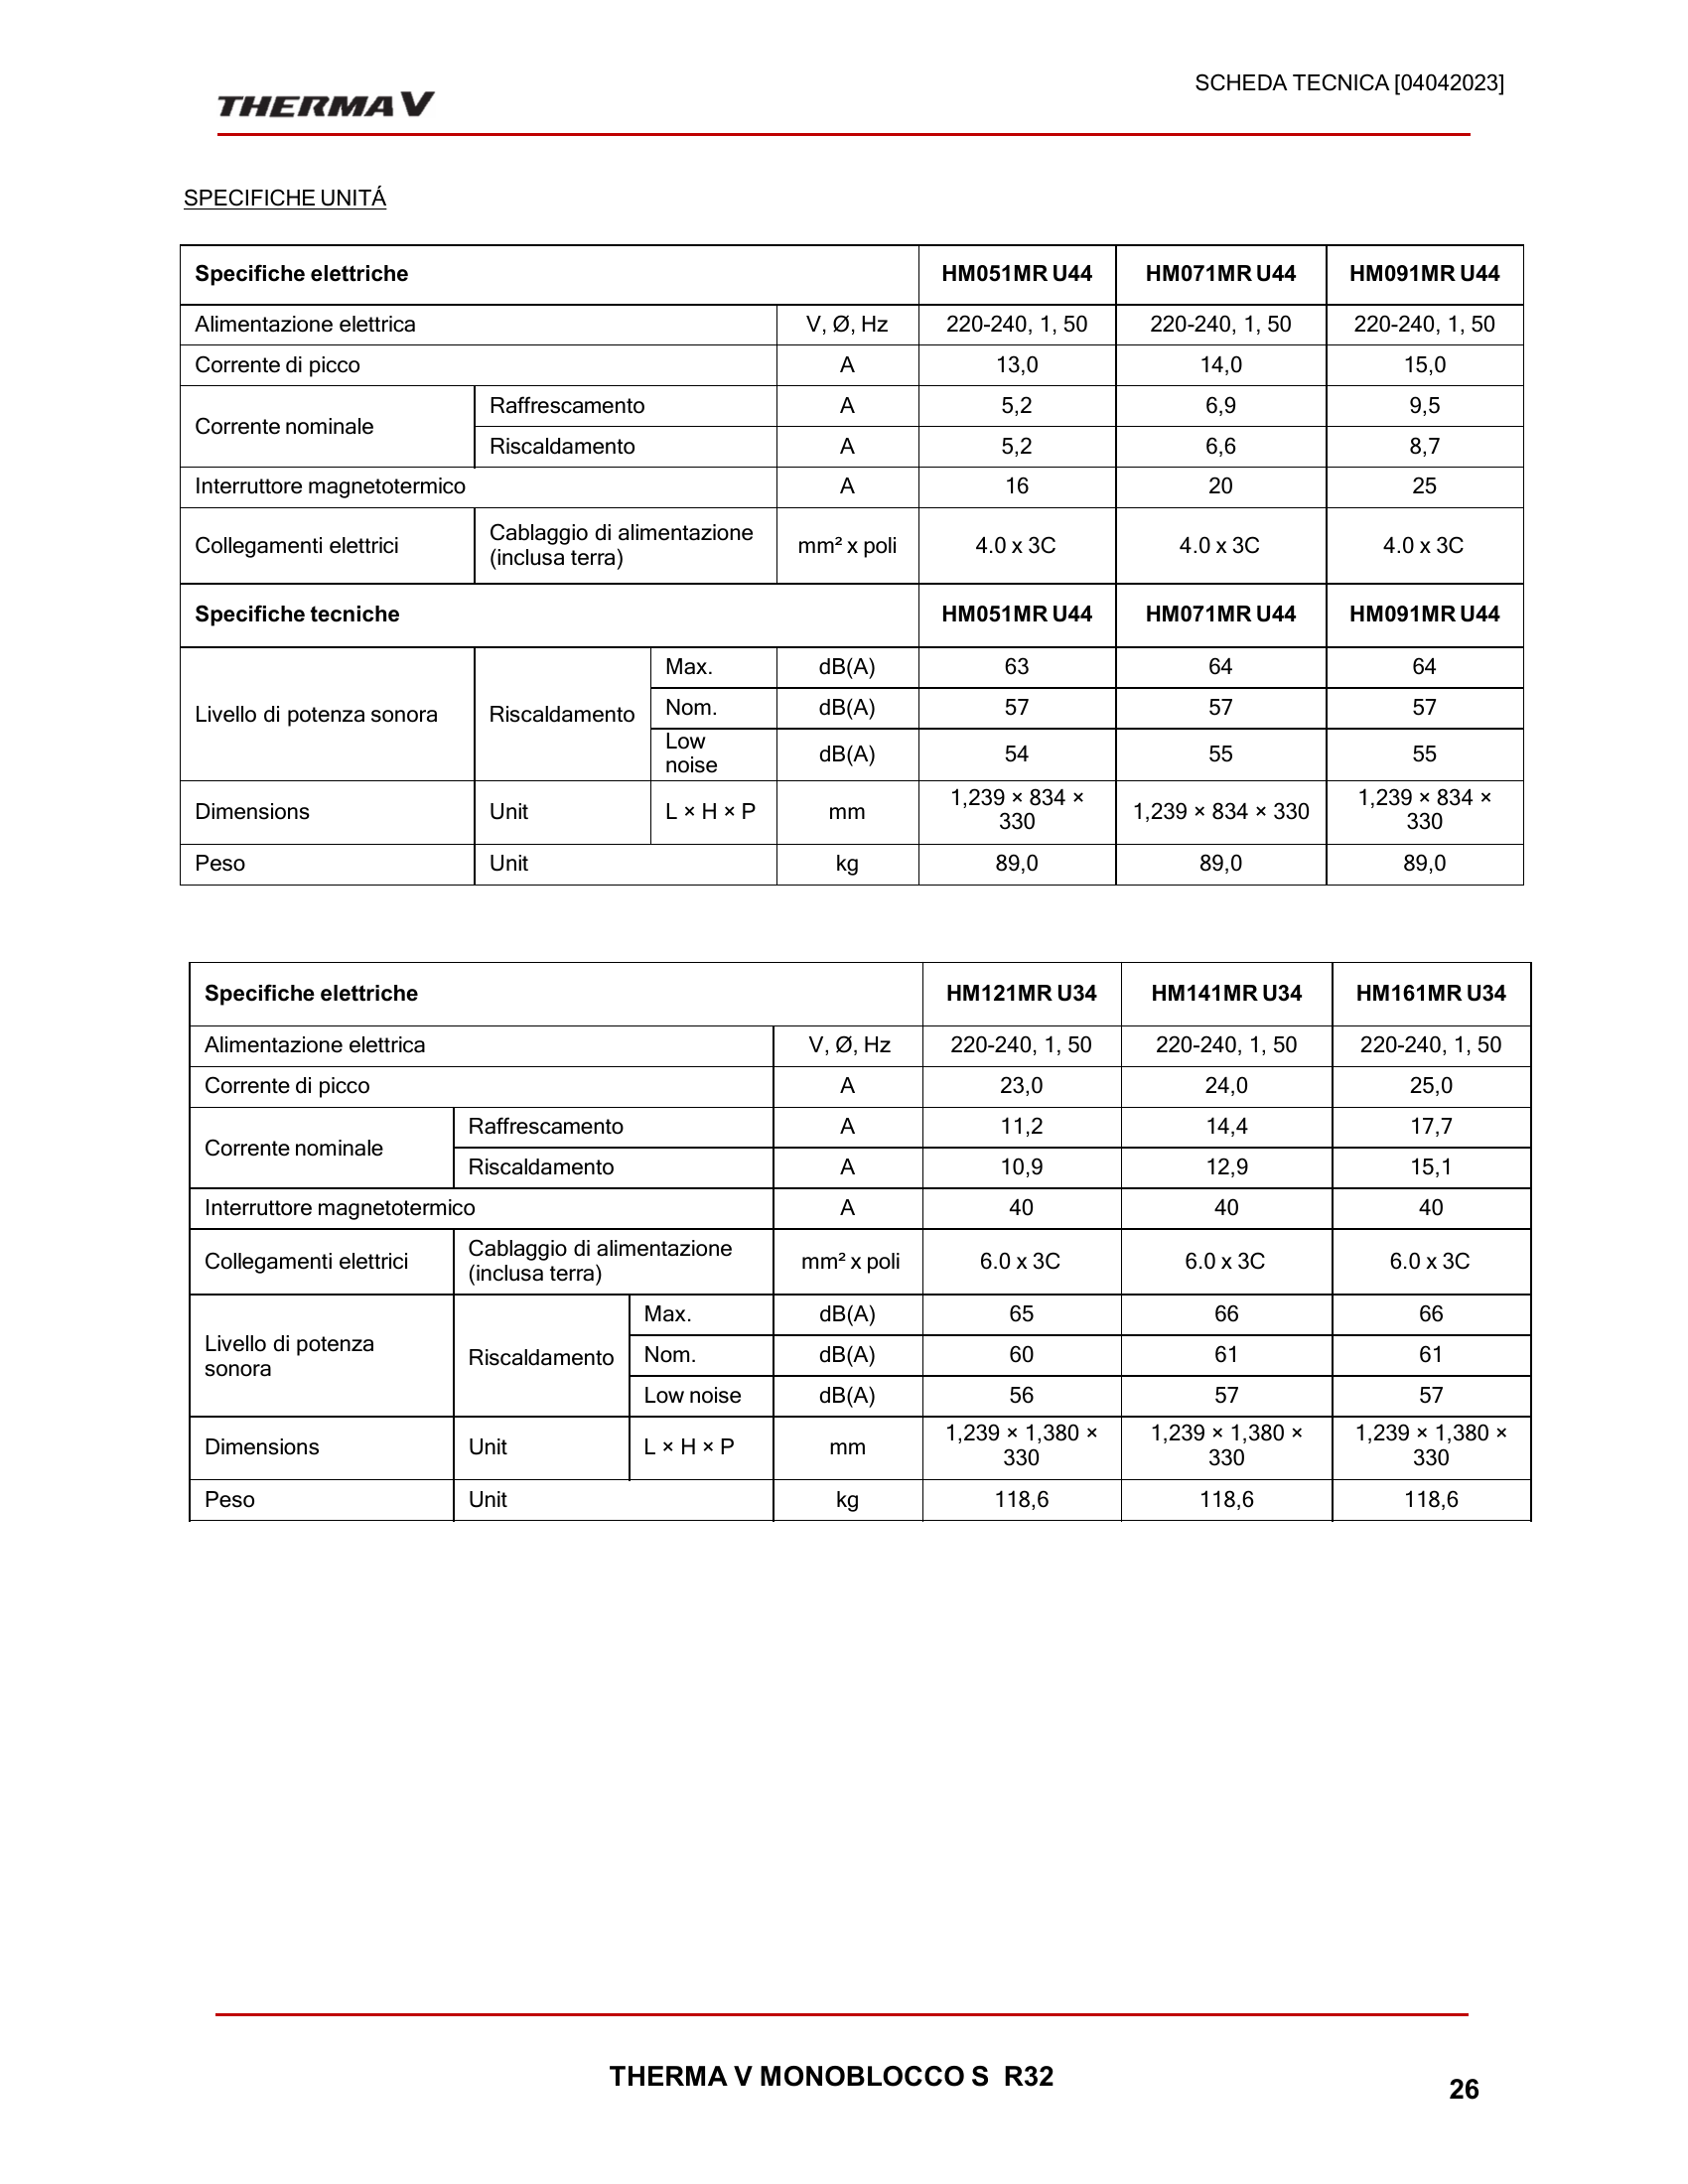 SCHEDA TECNICA [04042023]
THERMA V
SPECIFICHE UNITÁ
Specifiche elettriche HM051MR U44 HM071MR U44 HM091MR U44
Alimentazione elettrica V, Ø, Hz 220-240, 1, 50 220-240, 1, 50 220-240, 1, 50
Corrente di picco A 13,0 14,0 15,0
Corrente nominale Raffrescamento A 5,2 6,9 9,5
Riscaldamento A 5,2 6,6 8,7
Interruttore magnetotermico A 16 20 25
Collegamenti elettrici Cablaggio di alimentazione
(inclusa terra) mm² x poli 4.0 x 3C 4.0 x 3C 4.0 x 3C
Specifiche tecniche HM051MR U44 HM071MR U44 HM091MR U44
Livello di potenza sonora Riscaldamento Max. dB(A) 63 64 64
Nom. dB(A) 57 57 57
Low
noise dB(A) 54 55 55
Dimensions Unit L × H × P mm 1,239 × 834 ×
330 1,239 × 834 × 330 1,239 × 834 ×
330
Peso Unit kg 89,0 89,0 89,0
Specifiche elettriche HM121MR U34 HM141MR U34 HM161MR U34
Alimentazione elettrica V, Ø, Hz 220-240, 1, 50 220-240, 1, 50 220-240, 1, 50
Corrente di picco A 23,0 24,0 25,0
Corrente nominale Raffrescamento A 11,2 14,4 17,7
Riscaldamento A 10,9 12,9 15,1
Interruttore magnetotermico A 40 40 40
Collegamenti elettrici Cablaggio di alimentazione
(inclusa terra) mm² x poli 6.0 x 3C 6.0 x 3C 6.0 x 3C
Livello di potenza
sonora Riscaldamento Max. dB(A) 65 66 66
Nom. dB(A) 60 61 61
Low noise dB(A) 56 57 57
Dimensions Unit L × H × P mm 1,239 × 1,380 ×
330 1,239 × 1,380 ×
330 1,239 × 1,380 ×
330
Peso Unit kg 118,6 118,6 118,6
THERMA V MONOBLOCCO S R32
26